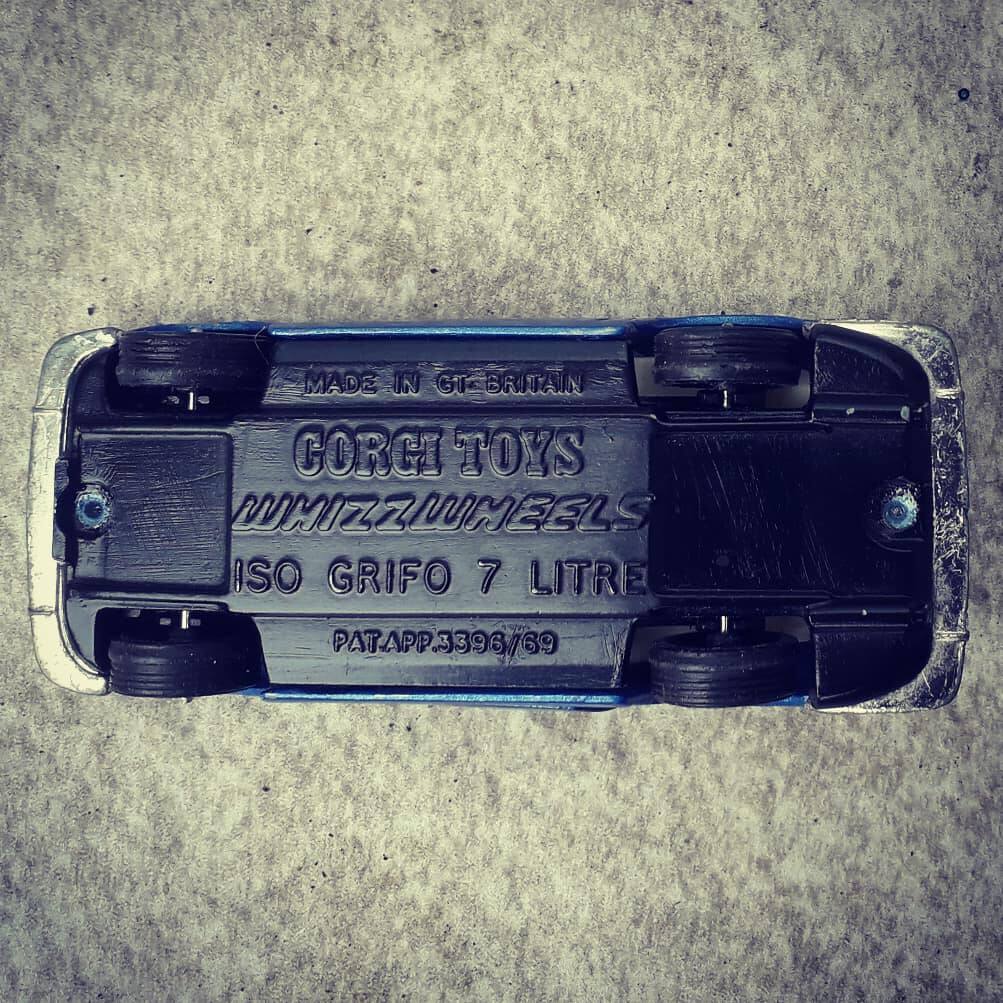 MADE IN GT BRITAIN
CORGI TOYS
WHIZZWHEELS
ISO GRIFO 7 LITRE
PAT.APP.3396/69